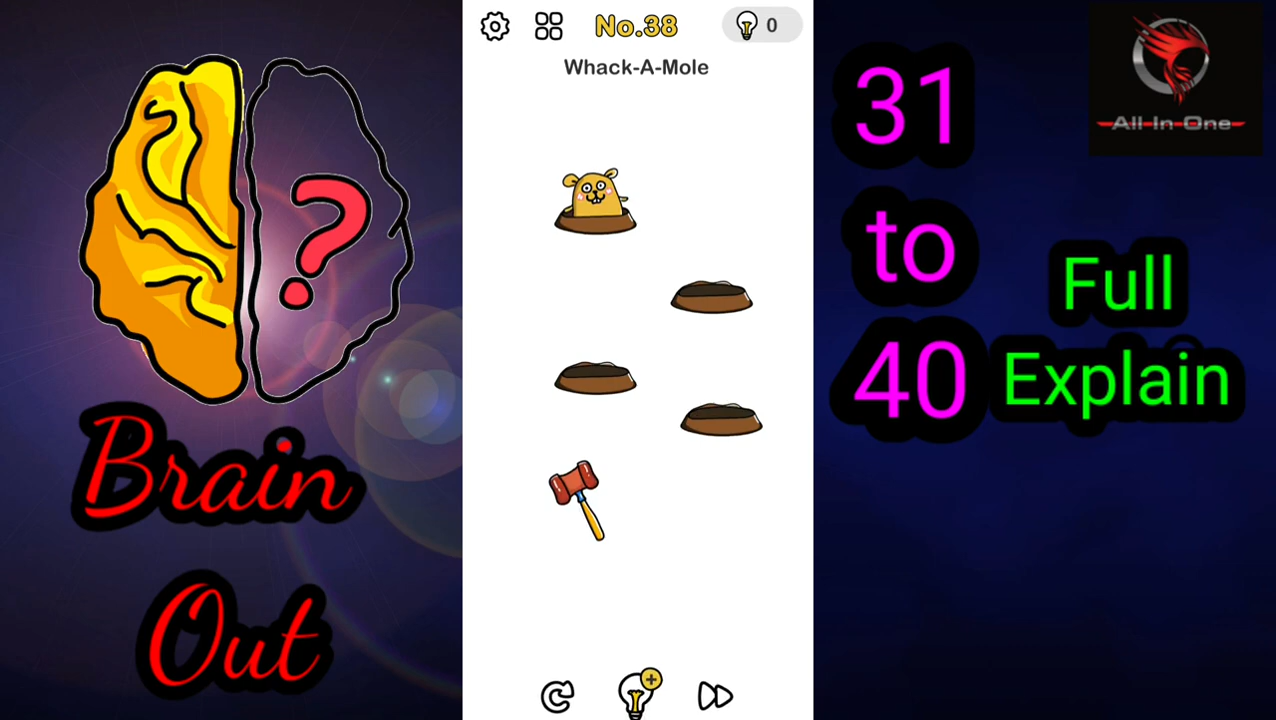 No.38
0
Whack-A-Mole
?
Brain
Out
31
to
40
Full
Explain
All In One